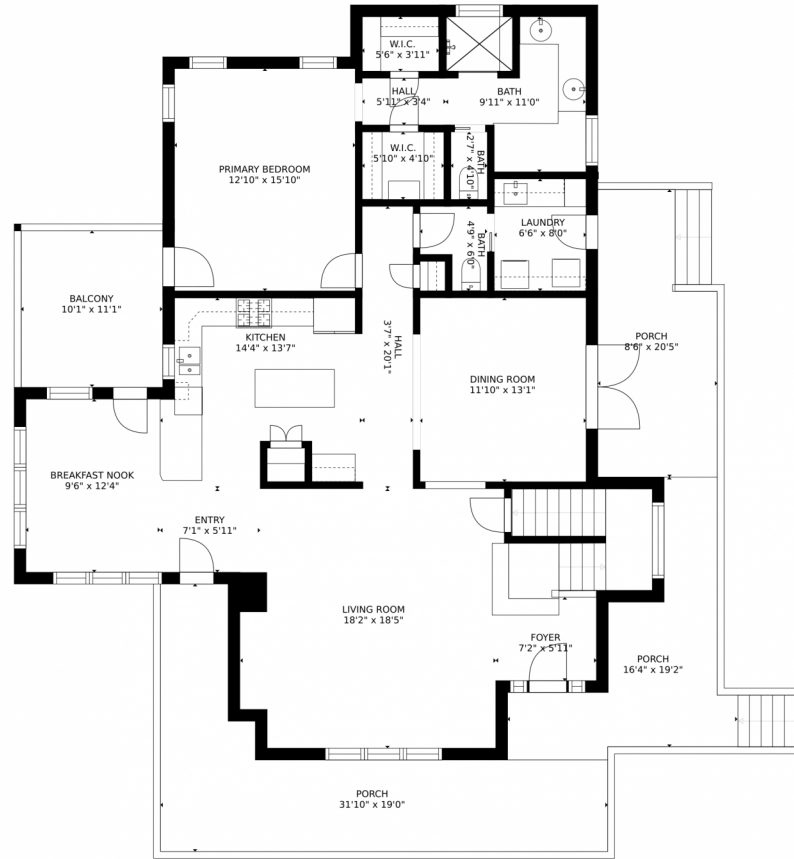 W.I.C.
5'6" x 3'11"
HALL
5'11" x 3'4"
BATH
9'11" x 11'0"
W.I.C.
5'10" x 4'10"
BATH
2'7" x 4'10"
PRIMARY BEDROOM
12'10" x 15'10"
LAUNDRY
6'6" x 8'0"
BATH
4'9" x 6'0"
BALCONY
10'1" x 11'1"
KITCHEN
14'4" x 13'7"
HALL
3'7" x 20'1"
PORCH
8'6" x 20'5"
DINING ROOM
11'10" x 13'1"
BREAKFAST NOOK
9'6" x 12'4"
ENTRY
7'1" x 5'11"
LIVING ROOM
18'2" x 18'5"
FOYER
7'2" x 5'11"
PORCH
16'4" x 19'2"
PORCH
31'10" x 19'0"